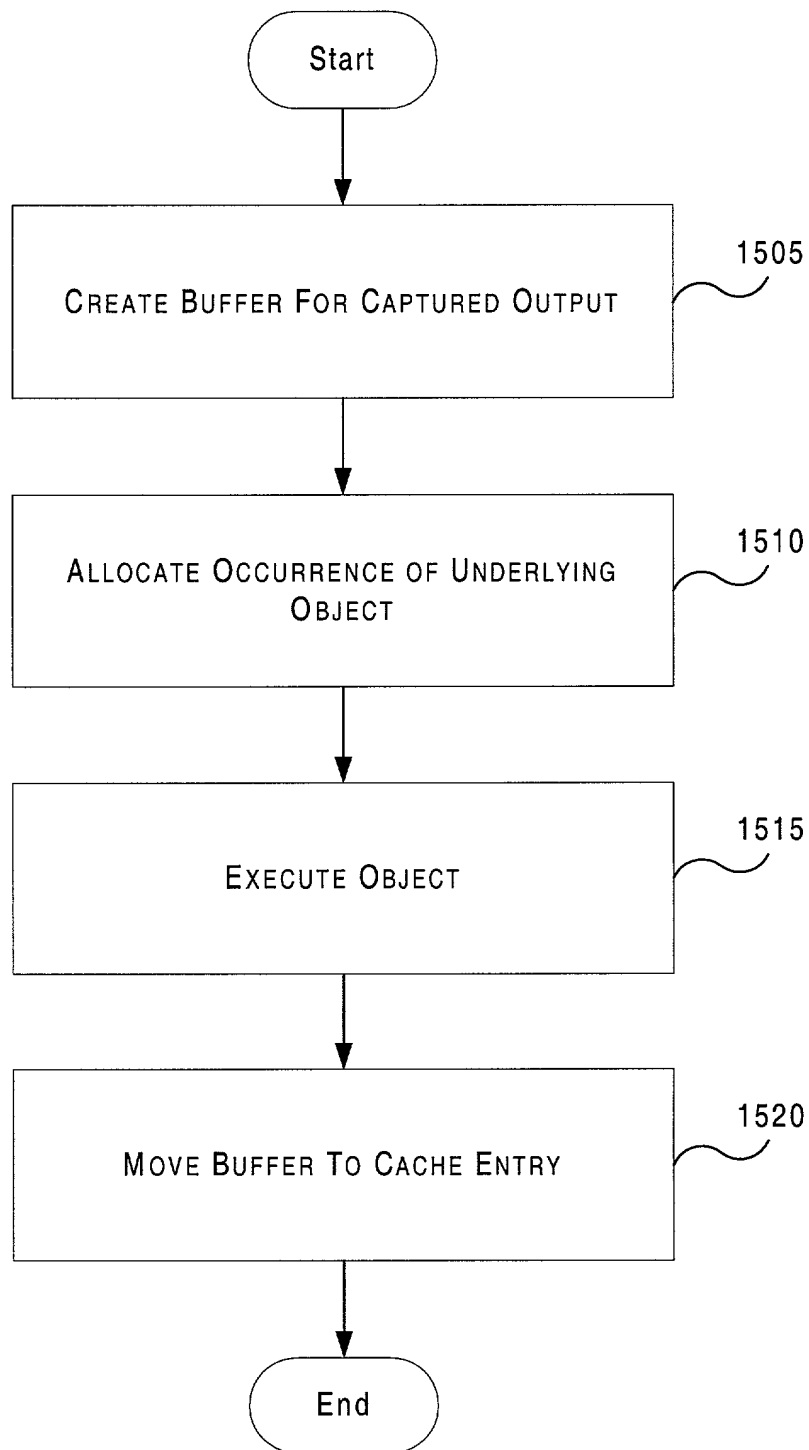 Start
1505
CREATE BUFFER FOR CAPTURED OUTPUT
1510
ALLOCATE OCCURRENCE OF UNDERLYING
OBJECT
1515
EXECUTE OBJECT
1520
MOVE BUFFER TO CACHE ENTRY
End